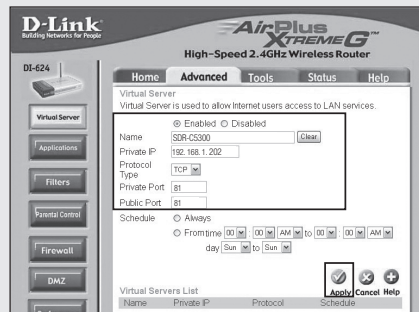 D-Link
Building Networks for People
AirPlus
XTREME G™
High-Speed 2.4GHz Wireless Router
DI-624
Home Advanced Tools Status Help
Virtual Server
Applications
Filters
Parental Control
Firewall
DMZ
Virtual Server
Virtual Server is used to allow Internet users access to LAN services.
Enabled Disabled
Name SDR-C5300 Clear
Private IP 192.168.1.202
Protocol Type TCP
Private Port 81
Public Port 81
Schedule Always
From time 00 : 00 AM to 00 : 00 AM
day Sun to Sun
Apply Cancel Help
Virtual Servers List
Name Private IP Protocol Schedule